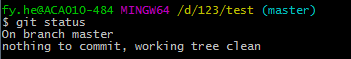 fy.he@ACA010-484 MINGW64 /d/123/test (master)
$ git status
On branch master
nothing to commit, working tree clean